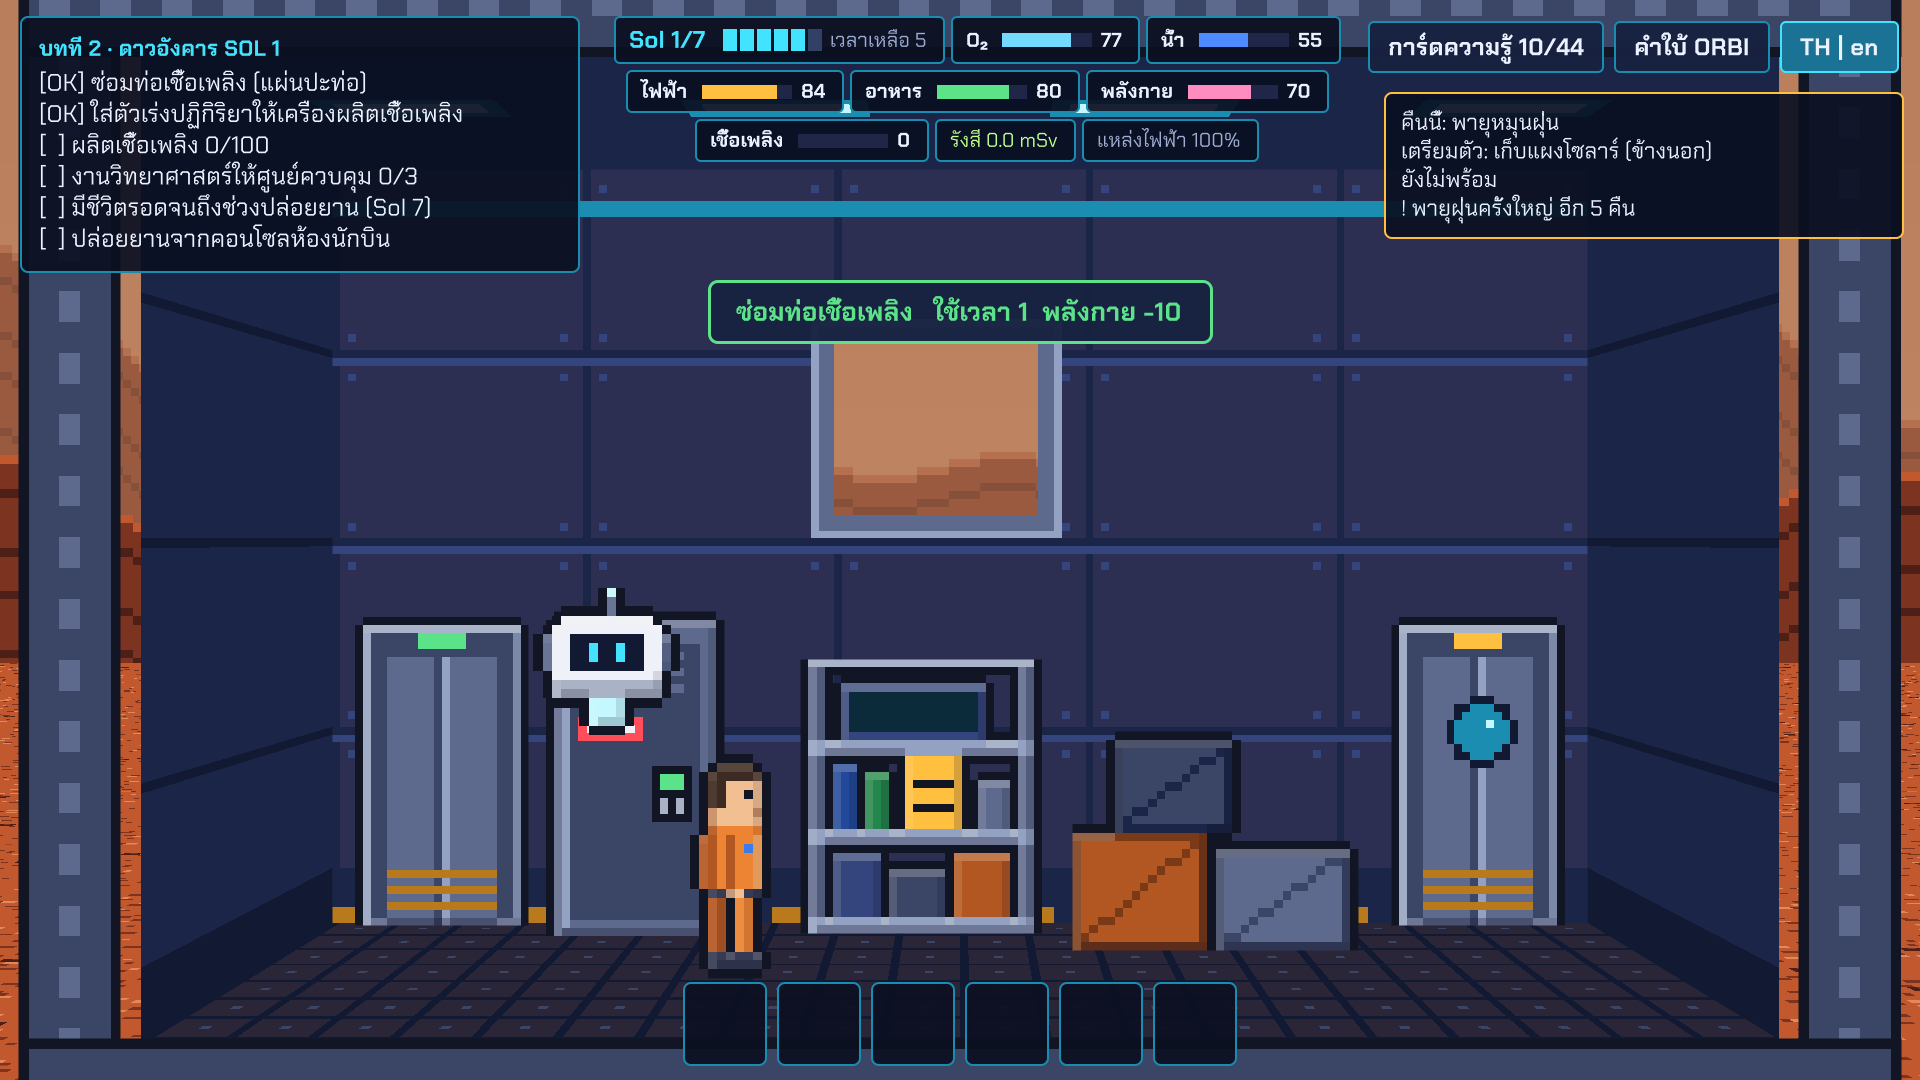 บทที่ 2 · ดาวอังคาร SOL 1
[OK] ซ่อมท่อเชื้อเพลิง (แผ่นปะท่อ)
[OK] ใส่ตัวเร่งปฏิกิริยาให้เครื่องผลิตเชื้อเพลิง
[ ] ผลิตเชื้อเพลิง 0/100
[ ] งานวิทยาศาสตร์ให้ศูนย์ควบคุม 0/3
[ ] มีชีวิตรอดจนถึงช่วงปล่อยยาน (Sol 7)
[ ] ปล่อยยานจากคอนโซลห้องนักบิน
Sol 1/7 เวลาเหลือ 5
O₂ 77
น้ำ 55
ไฟฟ้า 84
อาหาร 80
พลังกาย 70
เชื้อเพลิง 0
รังสี 0.0 mSv
แหล่งไฟฟ้า 100%
การ์ดความรู้ 10/44
คำใบ้ ORBI
TH | en
คืนนี้: พายุหมุนฝุ่น
เตรียมตัว: เก็บแผงโซลาร์ (ข้างนอก)
ยังไม่พร้อม
! พายุฝุ่นครั้งใหญ่ อีก 5 คืน
ซ่อมท่อเชื้อเพลิง ใช้เวลา 1 พลังกาย -10